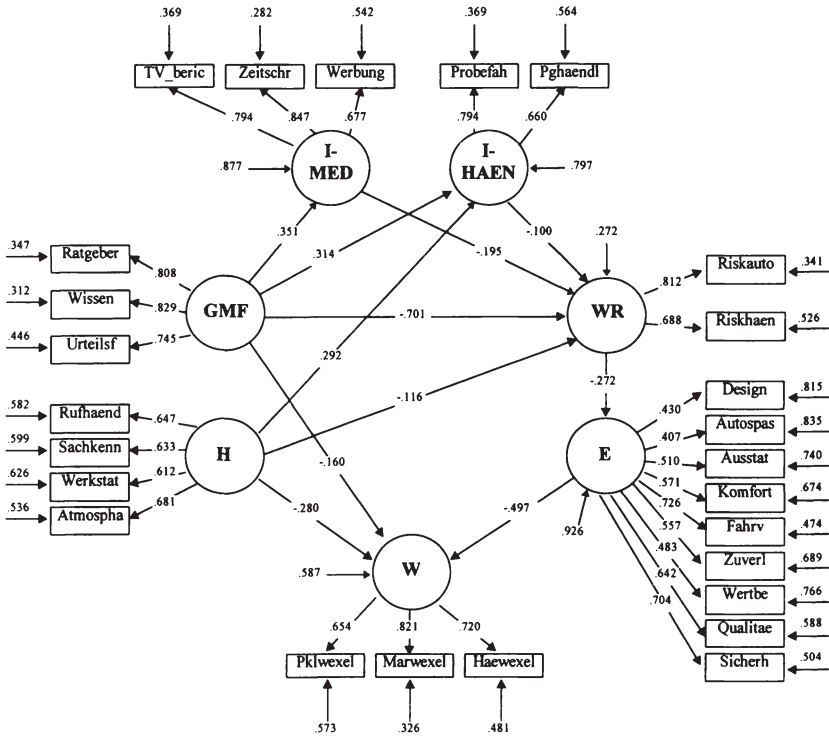 .369 .282 .542 .369 .564
TV_beric Zeitschr Werbung Probefah Pghaendl
.794 .847 .677 .794 .660
I-
MED
I-
HAEN
.877 .797
.351 .314 -.195 -.100 .272
.347 Ratgeber .808
.312 Wissen .829
.446 Urteilsf .745
GMF
-.701
WR
.812 Riskauto .341
.688 Riskhaen .526
.292 -.116 -.272
.582 Rufhaend .647
.599 Sachkenn .633
.626 Werkstat .612
.536 Atmospha .681
H
-.160
-.280
-.497
E
.926
.430 Design .815
.407 Autospas .835
.510 Ausstat .740
.571 Komfort .674
.726 Fahrv .474
.557 Zuverl .689
.483 Wertbe .766
.642 Qualitae .588
.704 Sicherh .504
.587 W
.654 .821 .720
Pklwexel Marwexel Haewexel
.573 .326 .481